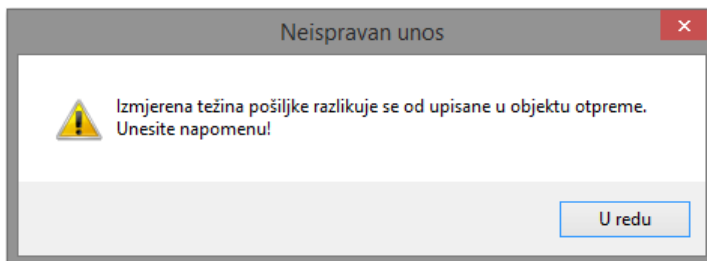 Neispravan unos
Izmjerena težina pošiljke razlikuje se od upisane u objektu otpreme.
Unesite napomenu!
U redu